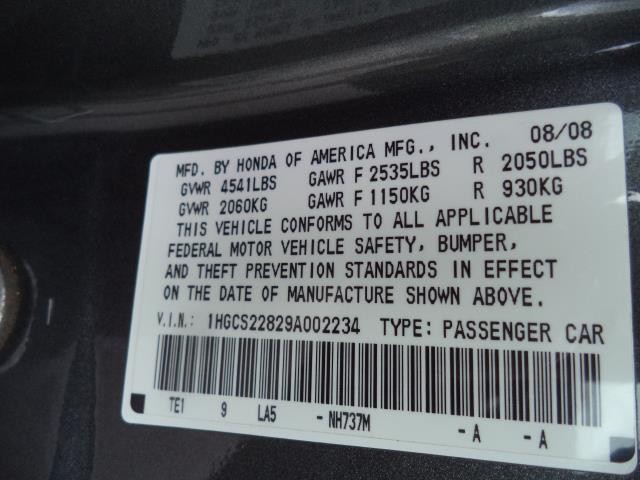 MFD. BY HONDA OF AMERICA MFG., INC. 08/08
GVWR 4541LBS GAWR F 2535LBS R 2050LBS
GVWR 2060KG GAWR F 1150KG R 930KG
THIS VEHICLE CONFORMS TO ALL APPLICABLE
FEDERAL MOTOR VEHICLE SAFETY, BUMPER,
AND THEFT PREVENTION STANDARDS IN EFFECT
ON THE DATE OF MANUFACTURE SHOWN ABOVE.
V.I.N.: 1HGCS22829A002234 TYPE: PASSENGER CAR
TE1 9 LA5 - NH737M - A - A